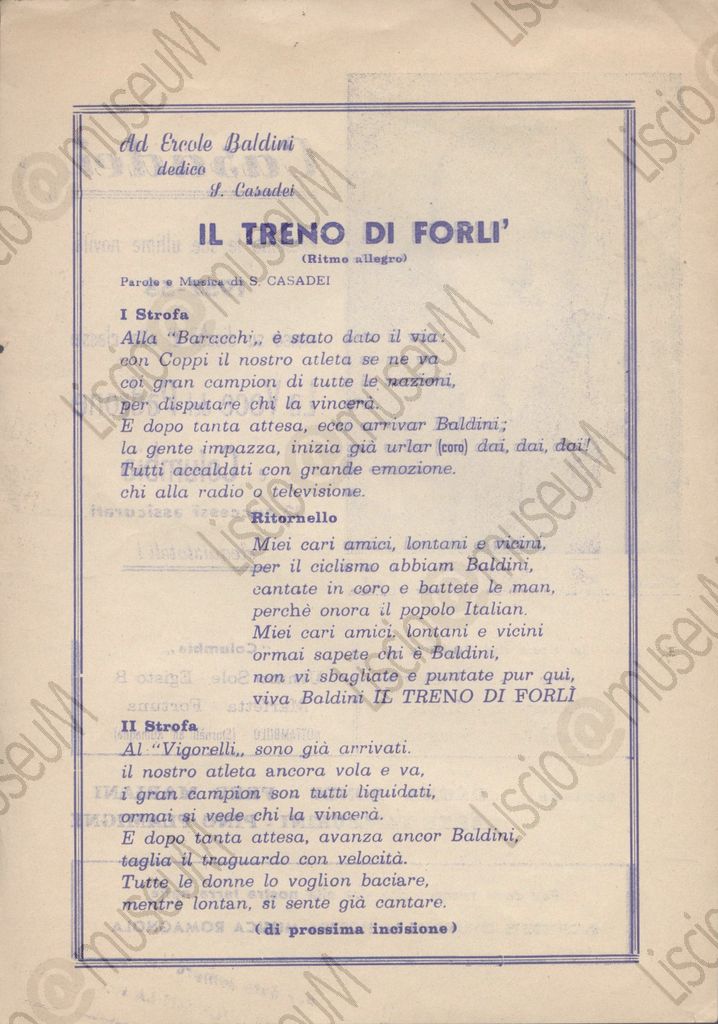 Ad Ercole Baldini
dedico
S. Casadei
IL TRENO DI FORLI'
(Ritmo allegro)
Parole e Musica di S. CASADEI
I Strofa
Alla "Baracchi„ è stato dato il via:
con Coppi il nostro atleta se ne va
coi gran campion di tutte le nazioni,
per disputare chi la vincerà.
E dopo tanta attesa, ecco arrivar Baldini;
la gente impazza, inizia già urlar (coro) dai, dai, dai!
Tutti accaldati con grande emozione.
chi alla radio o televisione.
Ritornello
Miei cari amici, lontani e vicini,
per il ciclismo abbiam Baldini,
cantate in coro e battete le man,
perchè onora il popolo Italian.
Miei cari amici, lontani e vicini
ormai sapete chi è Baldini,
non vi sbagliate e puntate pur qui,
viva Baldini IL TRENO DI FORLÌ
II Strofa
Al "Vigorelli„ sono già arrivati.
il nostro atleta ancora vola e va,
i gran campion son tutti liquidati,
ormai si vede chi la vincerà.
E dopo tanta attesa, avanza ancor Baldini,
taglia il traguardo con velocità.
Tutte le donne lo voglion baciare,
mentre lontan, si sente già cantare.
(di prossima incisione)
Liscio@museuM